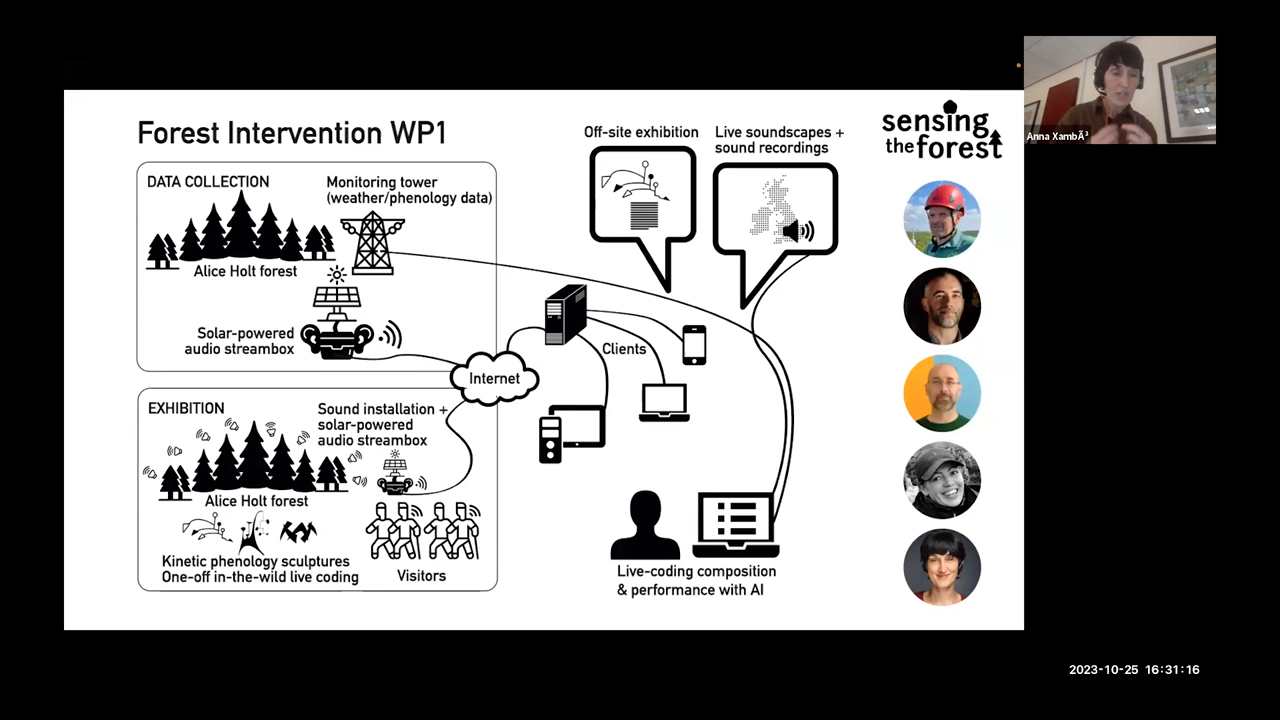 Forest Intervention WP1
DATA COLLECTION
Monitoring tower
(weather/phenology data)
Alice Holt forest
Solar-powered
audio streambox
Internet
EXHIBITION
Sound installation +
solar-powered
audio streambox
Alice Holt forest
Kinetic phenology sculptures
One-off in-the-wild live coding
Visitors
Off-site exhibition
Live soundscapes +
sound recordings
Clients
Live-coding composition
& performance with AI
sensing
the forest
Anna XambÃ³
2023-10-25 16:31:16